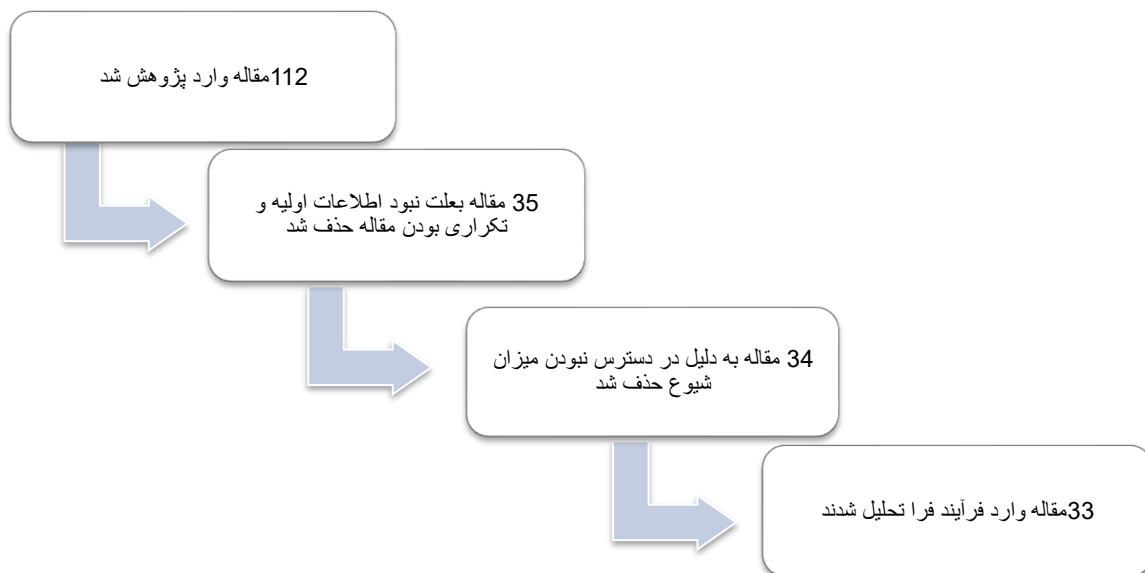 112مقاله وارد پژوهش شد
35 مقاله بعلت نبود اطلاعات اولیه و
تکراری بودن مقاله حذف شد
34 مقاله به دلیل در دسترس نبودن میزان
شیوع حذف شد
33مقاله وارد فرآیند فرا تحلیل شدند